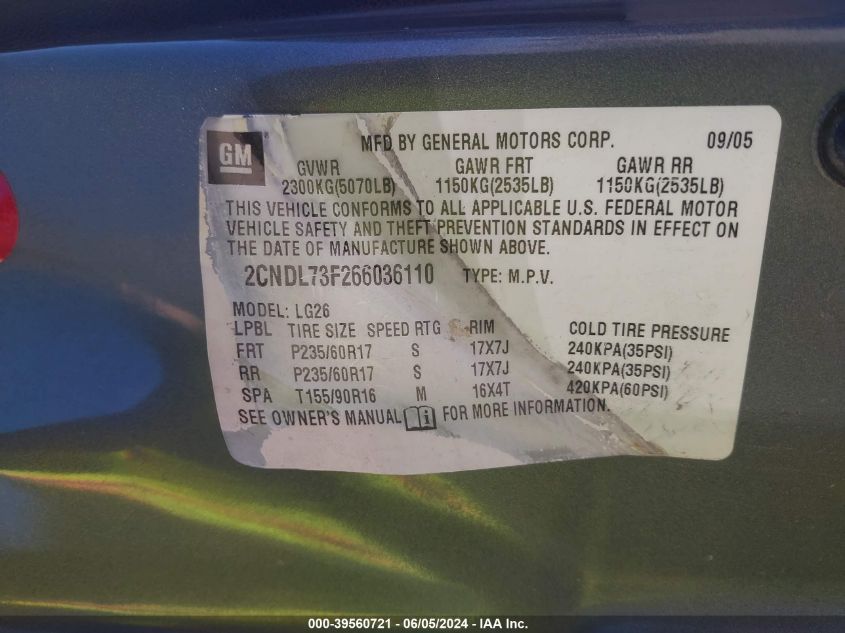 GM
MFD BY GENERAL MOTORS CORP. 09/05
GVWR GAWR FRT GAWR RR
2300KG(5070LB) 1150KG(2535LB) 1150KG(2535LB)
THIS VEHICLE CONFORMS TO ALL APPLICABLE U.S. FEDERAL MOTOR
VEHICLE SAFETY AND THEFT PREVENTION STANDARDS IN EFFECT ON
THE DATE OF MANUFACTURE SHOWN ABOVE.
2CNDL73F266036110 TYPE: M.P.V.
MODEL: LG26
LPBL TIRE SIZE SPEED RTG RIM COLD TIRE PRESSURE
FRT P235/60R17 S 17X7J 240KPA(35PSI)
RR P235/60R17 S 17X7J 240KPA(35PSI)
SPA T155/90R16 M 16X4T 420KPA(60PSI)
SEE OWNER'S MANUAL FOR MORE INFORMATION.
000-39560721 - 06/05/2024 - IAA Inc.